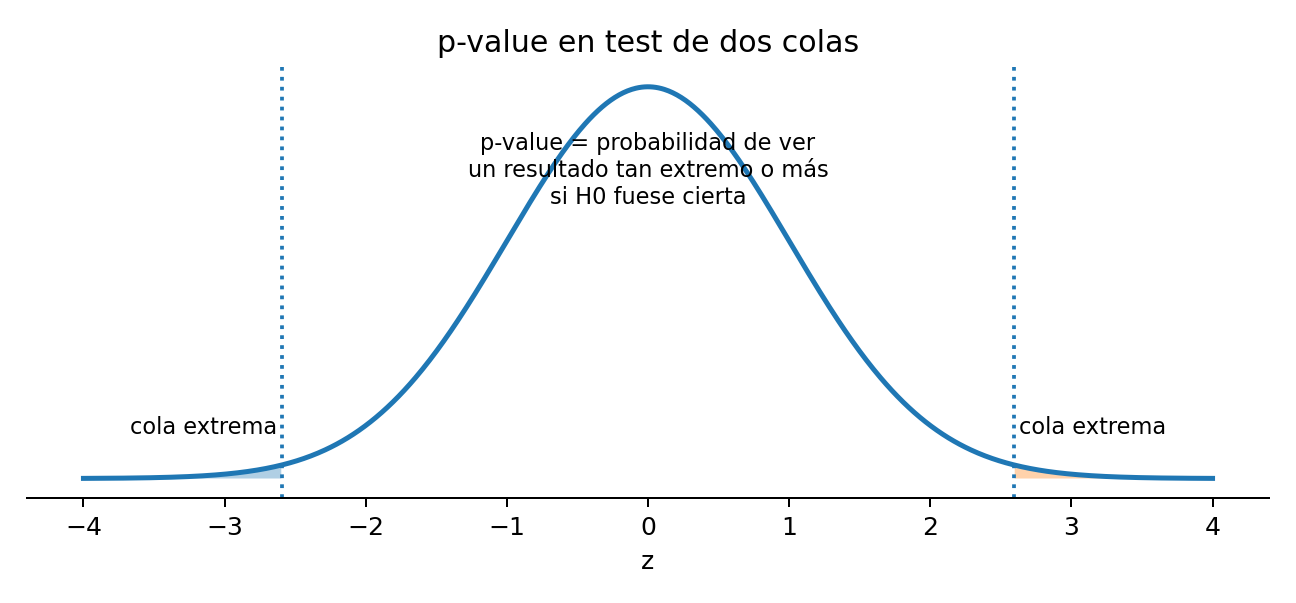 p-value en test de dos colas
p-value = probabilidad de ver
un resultado tan extremo o más
si H0 fuese cierta
cola extrema
cola extrema
−4 −3 −2 −1 0 1 2 3 4
z